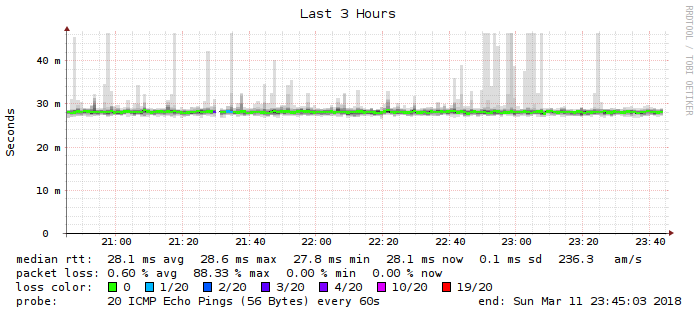 Last 3 Hours
RRDTOOL / TOBI OETIKER
Seconds
40 m
30 m
20 m
10 m
0
21:00 21:20 21:40 22:00 22:20 22:40 23:00 23:20 23:40
median rtt: 28.1 ms avg 28.6 ms max 27.8 ms min 28.1 ms now 0.1 ms sd 236.3 am/s
packet loss: 0.60 % avg 88.33 % max 0.00 % min 0.00 % now
loss color: 0 1/20 2/20 3/20 4/20 10/20 19/20
probe: 20 ICMP Echo Pings (56 Bytes) every 60s end: Sun Mar 11 23:45:03 2018